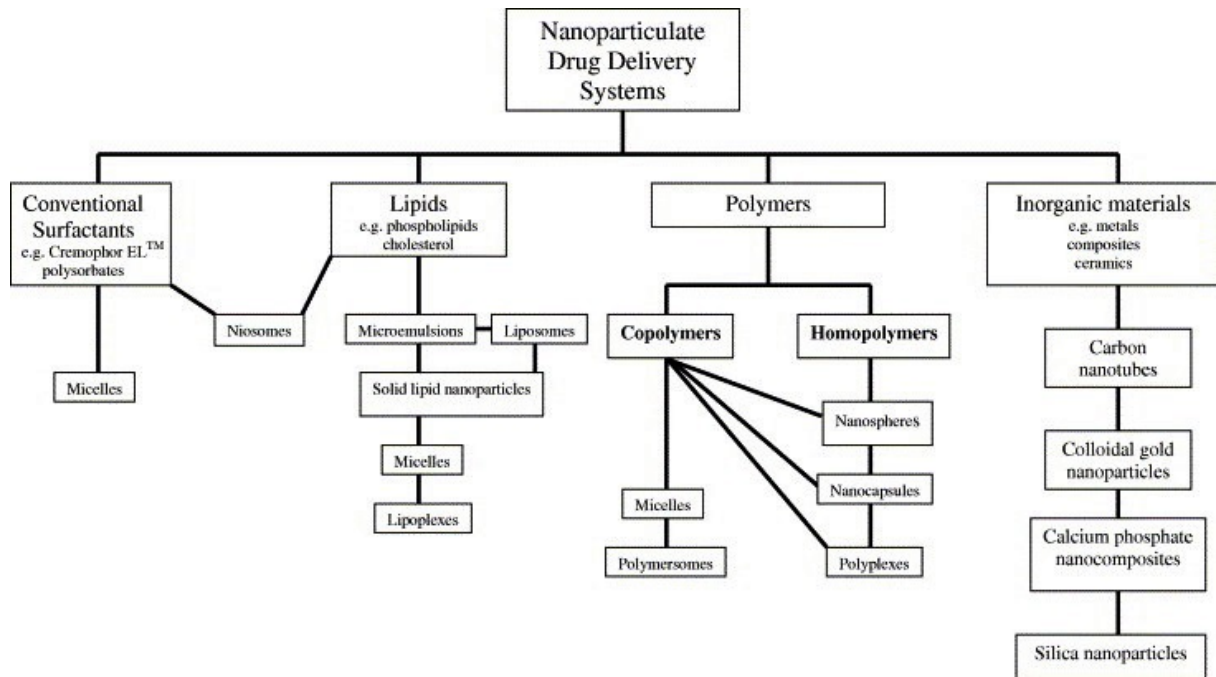 Nanoparticulate
Drug Delivery
Systems
Conventional
Surfactants
e.g. Cremophor EL™
polysorbates
Lipids
e.g. phospholipids
cholesterol
Polymers
Inorganic materials
e.g. metals
composites
ceramics
Niosomes
Microemulsions
Liposomes
Copolymers
Homopolymers
Carbon
nanotubes
Micelles
Solid lipid nanoparticles
Nanospheres
Colloidal gold
nanoparticles
Micelles
Nanocapsules
Micelles
Lipoplexes
Calcium phosphate
nanocomposites
Polymersomes
Polyplexes
Silica nanoparticles